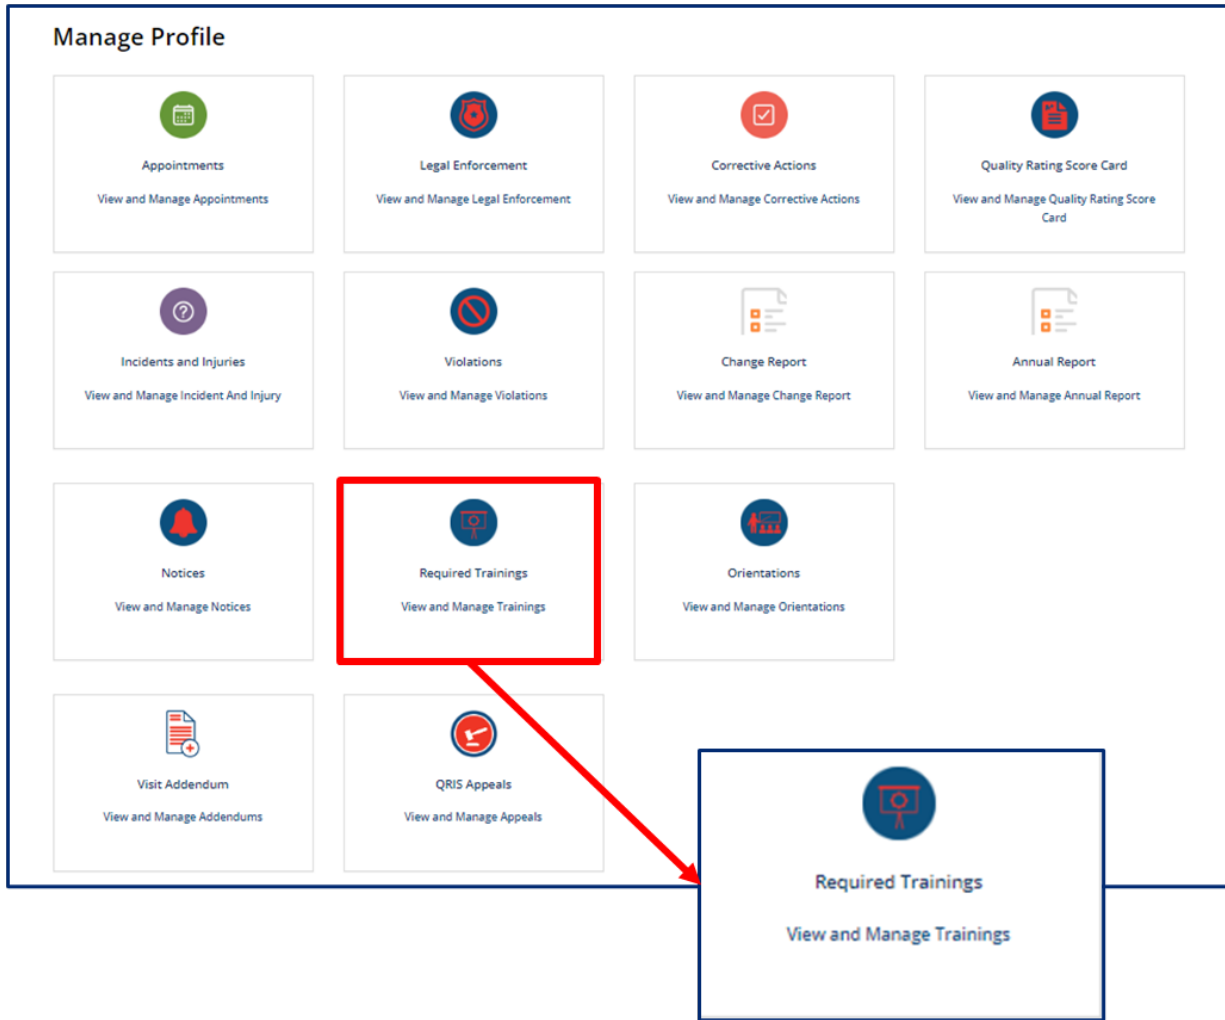 Manage Profile
Appointments
View and Manage Appointments
Legal Enforcement
View and Manage Legal Enforcement
Corrective Actions
View and Manage Corrective Actions
Quality Rating Score Card
View and Manage Quality Rating Score
Card
Incidents and Injuries
View and Manage Incident And Injury
Violations
View and Manage Violations
Change Report
View and Manage Change Report
Annual Report
View and Manage Annual Report
Notices
View and Manage Notices
Required Trainings
View and Manage Trainings
Orientations
View and Manage Orientations
Visit Addendum
View and Manage Addendums
QRIS Appeals
View and Manage Appeals
Required Trainings
View and Manage Trainings